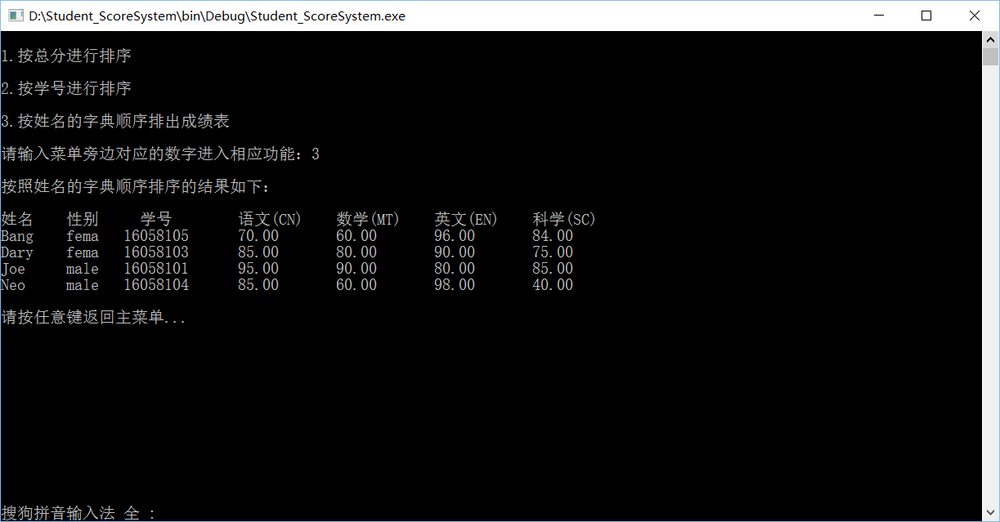 D:\Student_ScoreSystem\bin\Debug\Student_ScoreSystem.exe
1.按总分进行排序
2.按学号进行排序
3.按姓名的字典顺序排出成绩表
请输入菜单旁边对应的数字进入相应功能：3
按照姓名的字典顺序排序的结果如下：
姓名 性别 学号 语文(CN) 数学(MT) 英文(EN) 科学(SC)
Bang fema 16058105 70.00 60.00 96.00 84.00
Dary fema 16058103 85.00 80.00 90.00 75.00
Joe male 16058101 95.00 90.00 80.00 85.00
Neo male 16058104 85.00 60.00 98.00 40.00
请按任意键返回主菜单...
搜狗拼音输入法 全 :